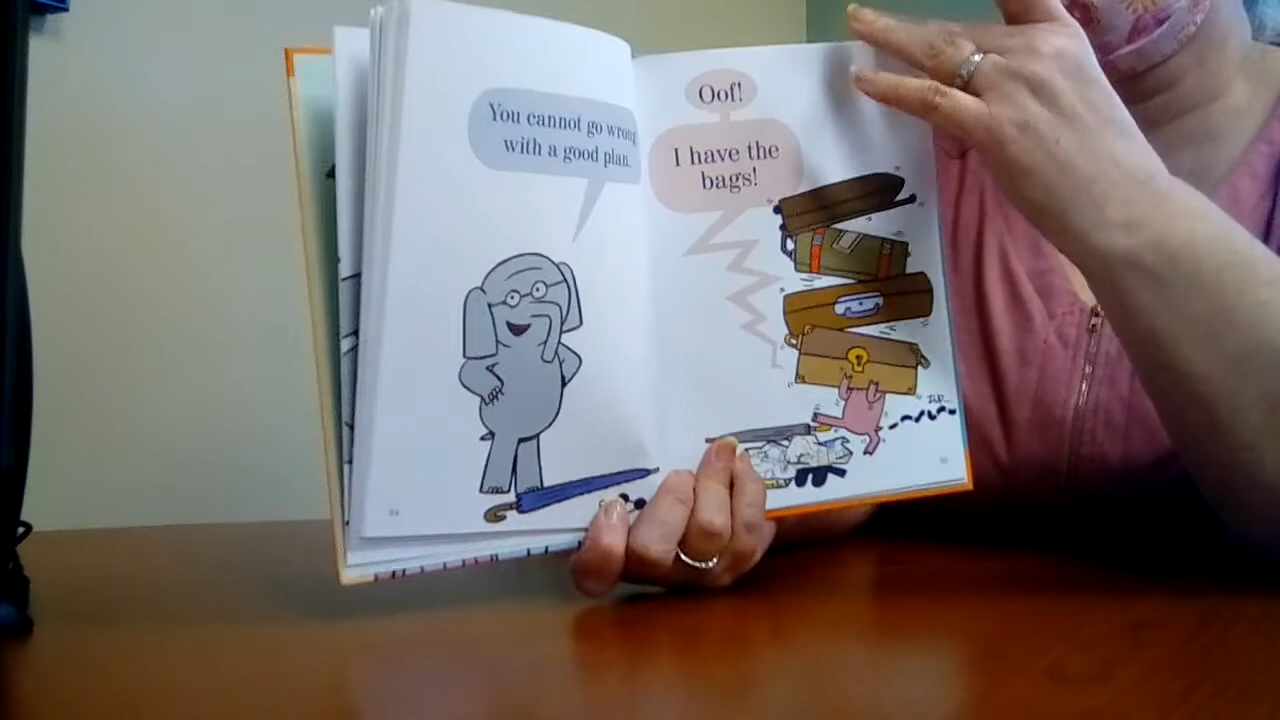 You cannot go wrong
with a good plan.
Oof!
I have the
bags!